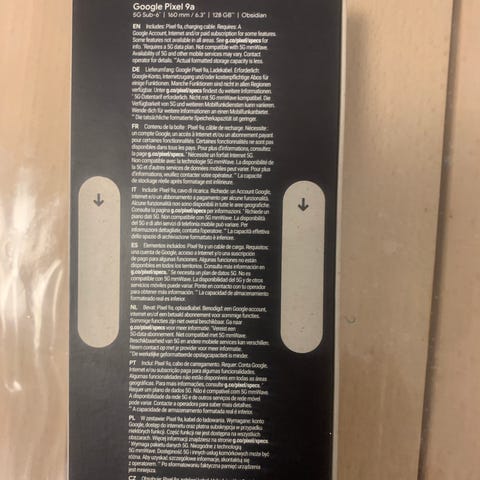 Google Pixel 9a
5G Sub-6* | 160 mm / 6.3" | 128 GB** | Obsidian
EN Includes: Pixel 9a, charging cable. Requires: A
Google Account, Internet and/or paid subscription for some features.
Some features not available in all areas. See g.co/pixel/specs for
info. *Requires a 5G data plan. Not compatible with 5G mmWave.
Availability of 5G and other mobile services may vary. Contact
operator for details. **Actual formatted storage capacity is less.
DE Lieferumfang: Google Pixel 9a, Ladekabel. Erforderlich:
Google-Konto, Internetzugang und/oder kostenpflichtige Abos für
einige Funktionen. Manche Funktionen sind nicht in allen Regionen
verfügbar. Unter g.co/pixel/specs findest du weitere Informationen.
*5G-Datentarif erforderlich. Nicht mit 5G mmWave kompatibel. Die
Verfügbarkeit von 5G und weiteren Mobilfunkdiensten kann variieren.
Wende dich für weitere Informationen an einen Mobilfunkanbieter.
** Die tatsächliche formatierte Speicherkapazität ist geringer.
FR Contenu de la boîte : Pixel 9a, câble de recharge. Nécessite :
un compte Google, un accès à Internet et/ou un abonnement payant
pour certaines fonctionnalités. Certaines fonctionnalités ne sont pas
disponibles dans tous les pays. Pour plus d'informations, consultez
la page g.co/pixel/specs. *Nécessite un forfait Internet 5G.
Non compatible avec la technologie 5G mmWave. La disponibilité de
la 5G et d'autres services de données mobiles peut varier. Pour plus
d'informations, veuillez contacter votre opérateur. ** La capacité
de stockage réelle après formatage est inférieure.
IT Include: Pixel 9a, cavo di ricarica. Richiede: un Account Google,
Internet e/o un abbonamento a pagamento per alcune funzionalità.
Alcune funzionalità non sono disponibili in tutte le aree geografiche.
Consulta la pagina g.co/pixel/specs per informazioni. *Richiede un
piano dati 5G. Non compatibile con 5G mmWave. La disponibilità
del 5G e di altri servizi di telefonia mobile può variare. Per
informazioni dettagliate, contatta l'operatore. ** La capacità effettiva
dello spazio di archiviazione formattato è inferiore.
ES Elementos incluidos: Pixel 9a y un cable de carga. Requisitos:
una cuenta de Google, acceso a Internet y/o una suscripción
de pago para algunas funciones. Algunas funciones no están
disponibles en todos los territorios. Consulta más información en
g.co/pixel/specs. * Se necesita un plan de datos 5G. No es
compatible con 5G mmWave. La disponibilidad del 5G y de otros
servicios móviles puede variar. Ponte en contacto con tu operador
para obtener más información. ** La capacidad de almacenamiento
formateado real es inferior.
NL Bevat: Pixel 9a, oplaadkabel. Benodigd: een Google-account,
internet en/of een betaald abonnement voor sommige functies.
Sommige functies zijn niet overal beschikbaar. Ga naar
g.co/pixel/specs voor meer informatie. *Vereist een
5G-data-abonnement. Niet compatibel met 5G mmWave.
Beschikbaarheid van 5G en andere mobiele services kan verschillen.
Neem contact op met je provider voor meer informatie.
** De werkelijke geformatteerde opslagcapaciteit is minder.
PT Inclui: Pixel 9a, cabo de carregamento. Requer: Conta Google,
Internet e/ou subscrição paga para algumas funcionalidades.
Algumas funcionalidades não estão disponíveis em todas as áreas
geográficas. Para mais informações, consulte g.co/pixel/specs. *
Requer um plano de dados 5G. Não é compatível com 5G mmWave.
A disponibilidade da rede 5G e de outros serviços de rede móvel
pode variar. Contacte a operadora para saber mais detalhes.
** A capacidade de armazenamento formatada real é inferior.
PL W zestawie: Pixel 9a, kabel do ładowania. Wymagane: konto
Google, dostęp do internetu oraz płatna subskrypcja (w przypadku
niektórych funkcji). Część funkcji nie jest dostępna na wszystkich
obszarach. Więcej informacji znajdziesz na stronie g.co/pixel/specs
*Wymaga pakietu danych 5G. Niezgodne z technologią
5G mmWave. Dostępność 5G i innych usług komórkowych może być
różna. Aby uzyskać szczegółowe informacje, skontaktuj się
z operatorem. ** Po sformatowaniu faktyczna pamięć urządzenia
jest mniejsza.